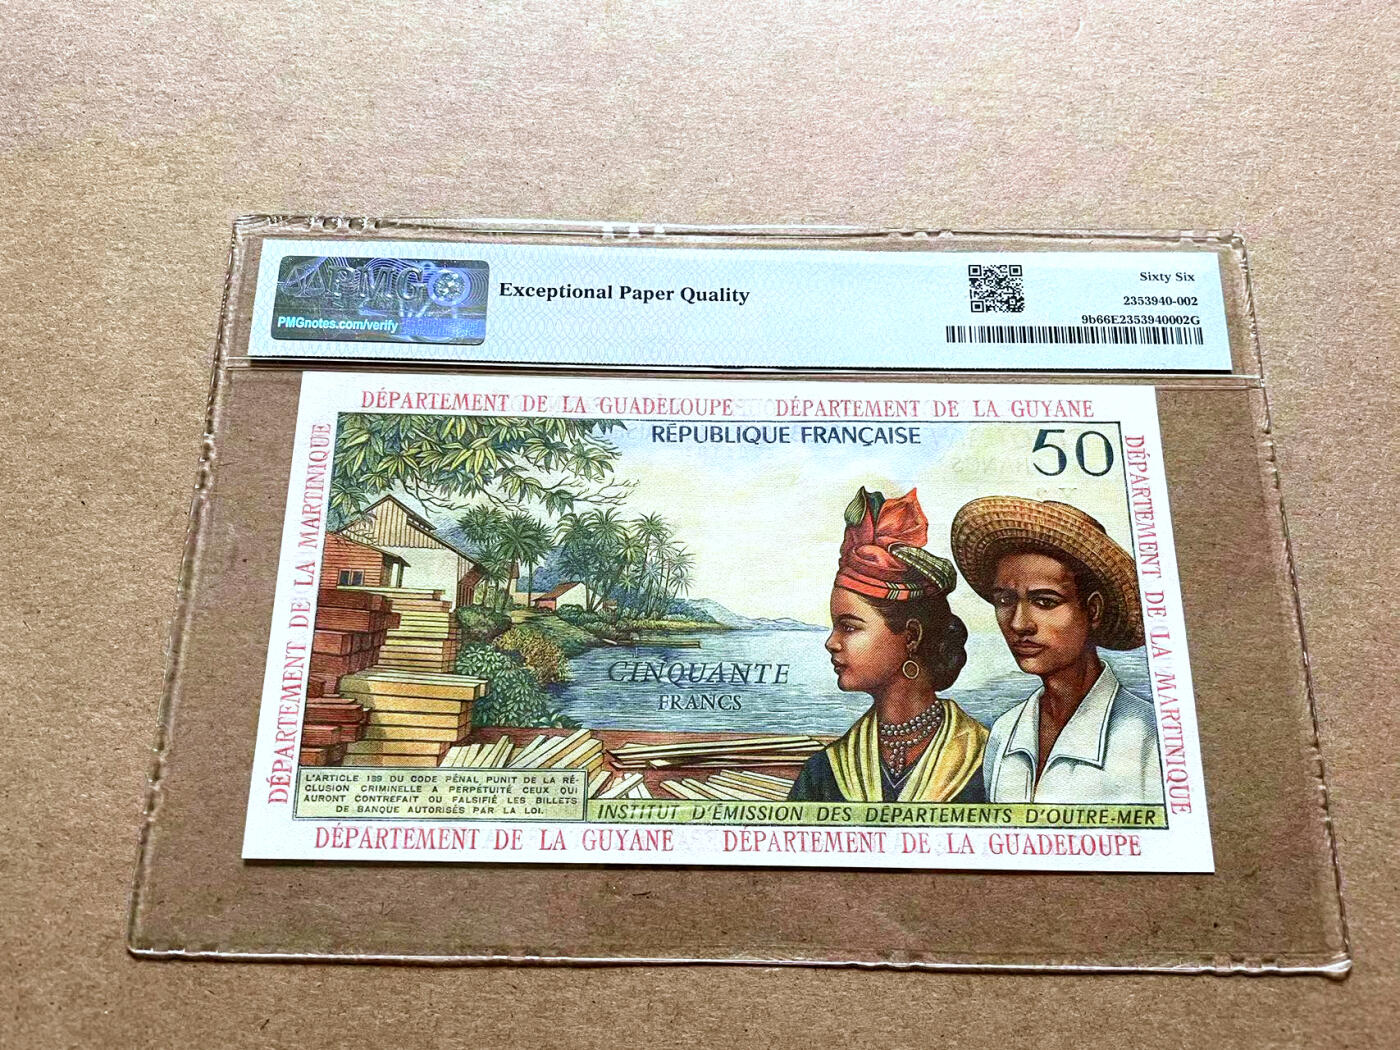 PMG
PMGnotes.com/verify
Exceptional Paper Quality
Sixty Six
2353940-002
9b66E2353940002G
DÉPARTEMENT DE LA GUADELOUPE DÉPARTEMENT DE LA GUYANE
RÉPUBLIQUE FRANÇAISE
50
DÉPARTEMENT DE LA MARTINIQUE
DÉPARTEMENT DE LA MARTINIQUE
CINQUANTE
FRANCS
L'ARTICLE 139 DU CODE PÉNAL PUNIT DE LA RÉ-
CLUSION CRIMINELLE A PERPÉTUITÉ CEUX QUI
AURONT CONTREFAIT OU FALSIFIÉ LES BILLETS
DE BANQUE AUTORISÉS PAR LA LOI.
INSTITUT D'ÉMISSION DES DÉPARTEMENTS D'OUTRE-MER
DÉPARTEMENT DE LA GUYANE DÉPARTEMENT DE LA GUADELOUPE